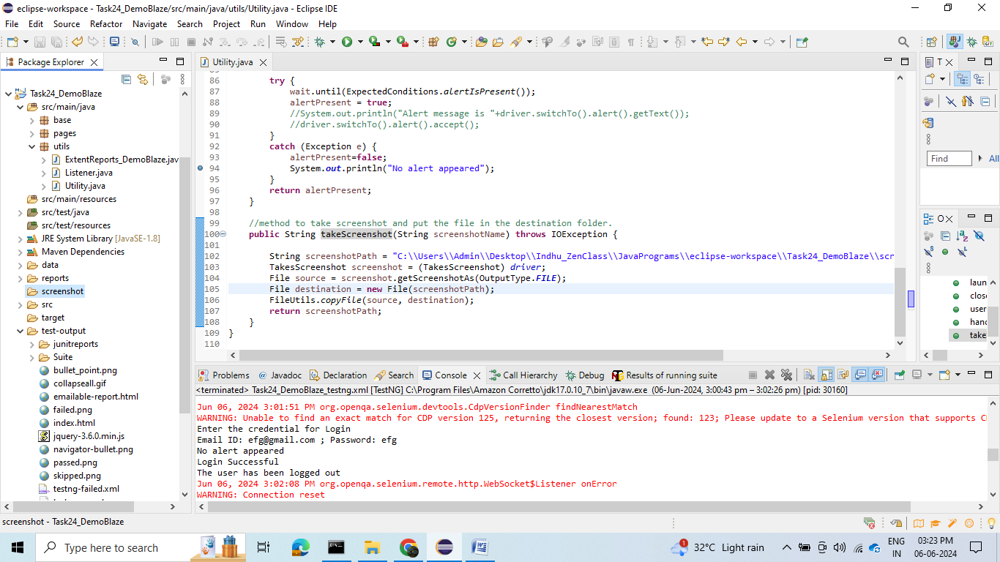 eclipse-workspace - Task24_DemoBlaze/src/main/java/utils/Utility.java - Eclipse IDE
File Edit Source Refactor Navigate Search Project Run Window Help
Package Explorer
Task24_DemoBlaze
src/main/java
base
pages
utils
ExtentReports_DemoBlaze.jav
Listener.java
Utility.java
src/main/resources
src/test/java
src/test/resources
JRE System Library [JavaSE-1.8]
Maven Dependencies
data
reports
screenshot
src
target
test-output
junitreports
Suite
bullet_point.png
collapseall.gif
emailable-report.html
failed.png
index.html
jquery-3.6.0.min.js
navigator-bullet.png
passed.png
skipped.png
testng-failed.xml
Utility.java
86 try {
87 wait.until(ExpectedConditions.alertIsPresent());
88 alertPresent = true;
89 //System.out.println("Alert message is "+driver.switchTo().alert().getText());
90 //driver.switchTo().alert().accept();
91 }
92 catch (Exception e) {
93 alertPresent=false;
94 System.out.println("No alert appeared");
95 }
96 return alertPresent;
97 }
98
99 //method to take screenshot and put the file in the destination folder.
100 public String takeScreenshot(String screenshotName) throws IOException {
101
102 String screenshotPath = "C:\\Users\\Admin\\Desktop\\Indhu_ZenClass\\JavaPrograms\\eclipse-workspace\\Task24_DemoBlaze\\scr
103 TakesScreenshot screenshot = (TakesScreenshot) driver;
104 File source = screenshot.getScreenshotAs(OutputType.FILE);
105 File destination = new File(screenshotPath);
106 FileUtils.copyFile(source, destination);
107 return screenshotPath;
108 }
109 }
110
T
Find All
O
laun
close
user
hand
take
Problems Javadoc Declaration Search Console Call Hierarchy Debug Results of running suite
<terminated> Task24_DemoBlaze_testng.xml [TestNG] C:\Program Files\Amazon Corretto\jdk17.0.10_7\bin\javaw.exe (06-Jun-2024, 3:00:43 pm – 3:02:26 pm) [pid: 30160]
Jun 06, 2024 3:01:51 PM org.openqa.selenium.devtools.CdpVersionFinder findNearestMatch
WARNING: Unable to find an exact match for CDP version 125, returning the closest version; found: 123; Please update to a Selenium version that supports C
Enter the credential for Login
Email ID: efg@gmail.com ; Password: efg
No alert appeared
Login Successful
The user has been logged out
Jun 06, 2024 3:02:08 PM org.openqa.selenium.remote.http.WebSocket$Listener onError
WARNING: Connection reset
screenshot - Task24_DemoBlaze
Type here to search
1
32°C Light rain
ENG
IN
03:23 PM
06-06-2024